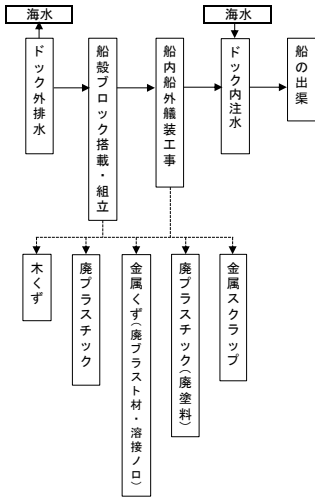 海水
海水
ドック外排水
船殻ブロック搭載・組立
船内船外艤装工事
ドック内注水
船の出渠
木くず
廃プラスチック
金属くず(廃ブラスト材・溶接ノロ)
廃プラスチック(廃塗料)
金属スクラップ